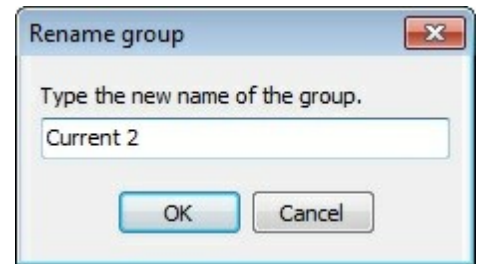 Rename group
Type the new name of the group.
Current 2
OK Cancel